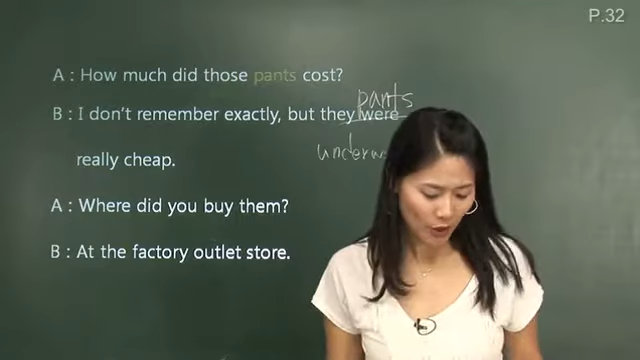 P.32
A : How much did those pants cost?
pants
B : I don't remember exactly, but they were
really cheap.
A : Where did you buy them?
B : At the factory outlet store.